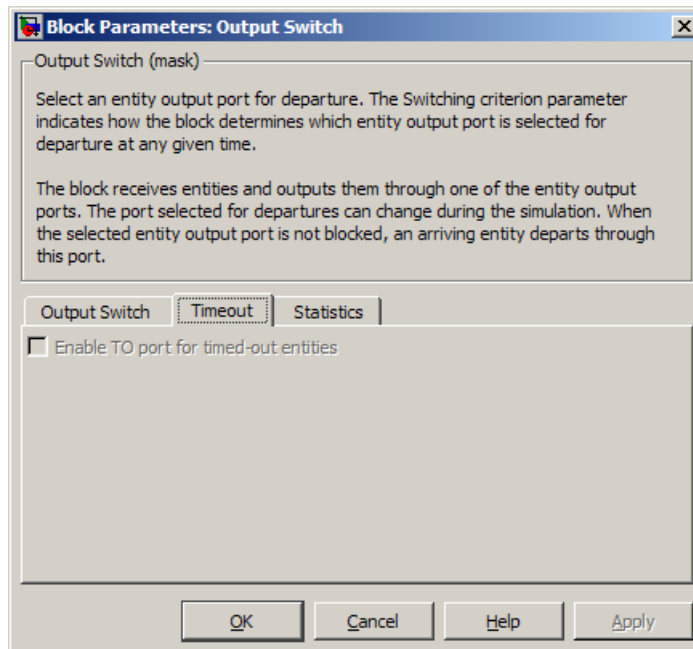 Block Parameters: Output Switch
Output Switch (mask)
Select an entity output port for departure. The Switching criterion parameter
indicates how the block determines which entity output port is selected for
departure at any given time.
The block receives entities and outputs them through one of the entity output
ports. The port selected for departures can change during the simulation. When
the selected entity output port is not blocked, an arriving entity departs through
this port.
Output Switch Timeout Statistics
Enable TO port for timed-out entities
OK Cancel Help Apply